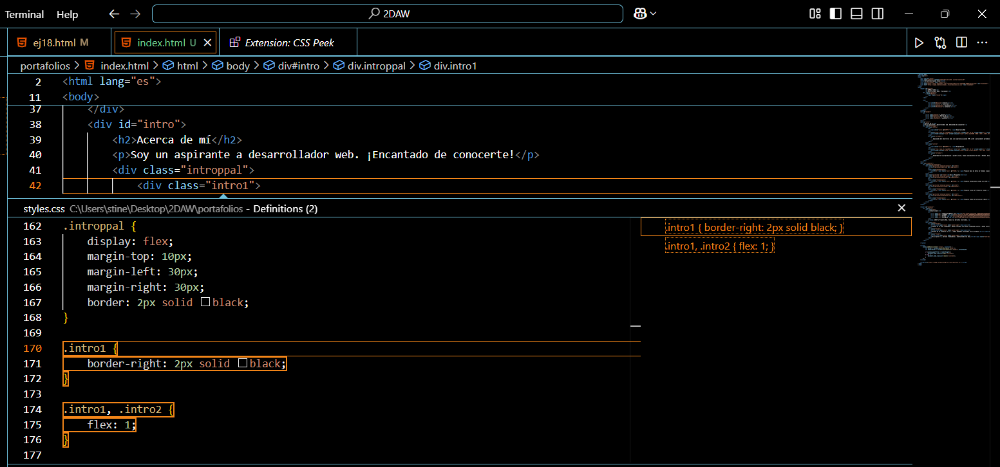 Terminal Help 2DAW
ej18.html M index.html U Extension: CSS Peek
portafolios index.html html body div#intro div.introppal div.intro1
2 <html lang="es">
11 <body>
37 </div>
38 <div id="intro">
39 <h2>Acerca de mí</h2>
40 <p>Soy un aspirante a desarrollador web. ¡Encantado de conocerte!</p>
41 <div class="introppal">
42 <div class="intro1">
styles.css C:\Users\stine\Desktop\2DAW\portafolios - Definitions (2)
162 .introppal {
163 display: flex;
164 margin-top: 10px;
165 margin-left: 30px;
166 margin-right: 30px;
167 border: 2px solid black;
168 }
169
170 .intro1 {
171 border-right: 2px solid black;
172 }
173
174 .intro1, .intro2 {
175 flex: 1;
176 }
177
.intro1 { border-right: 2px solid black; }
.intro1, .intro2 { flex: 1; }